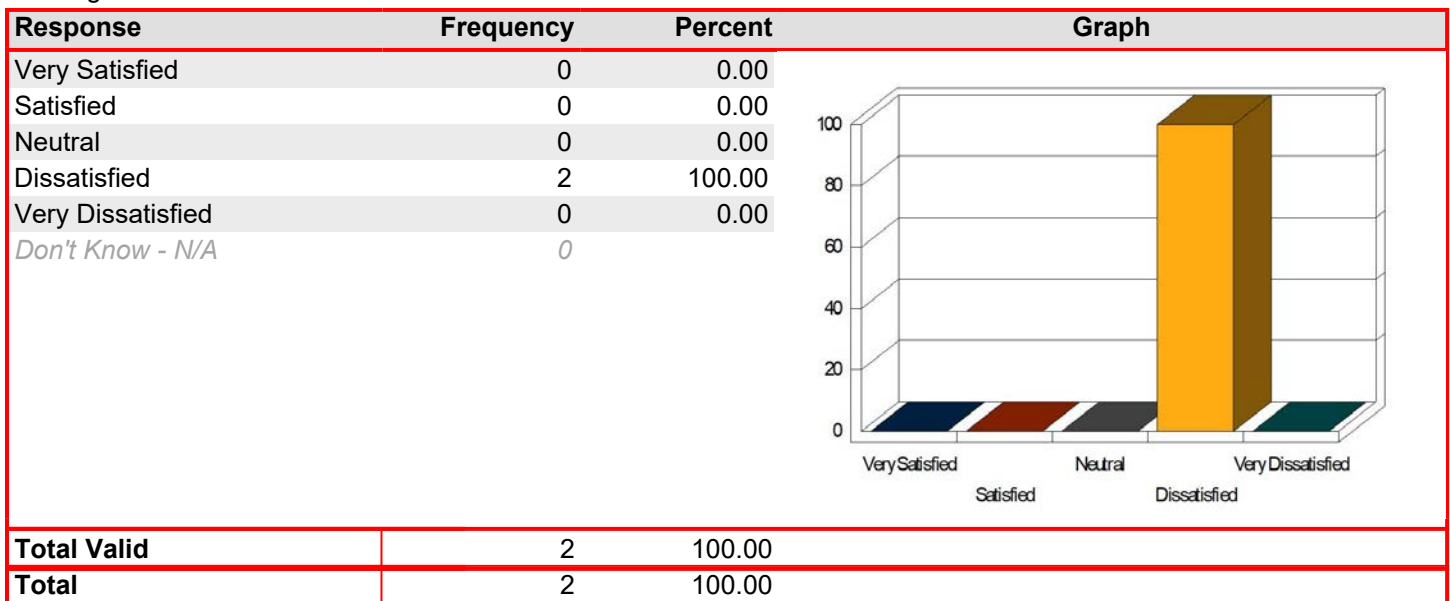 Response Frequency Percent Graph
Very Satisfied 0 0.00
Satisfied 0 0.00
Neutral 0 0.00
Dissatisfied 2 100.00
Very Dissatisfied 0 0.00
Don't Know - N/A 0
100
80
60
40
20
0
Very Satisfied Neutral Very Dissatisfied
Satisfied Dissatisfied
Total Valid 2 100.00
Total 2 100.00